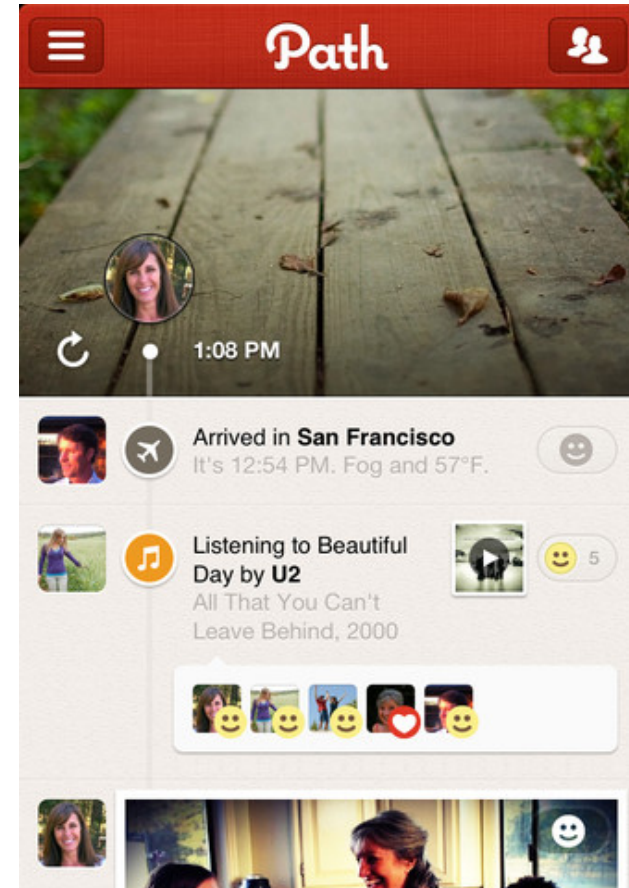 Path
1:08 PM
Arrived in San Francisco
It's 12:54 PM. Fog and 57°F.
Listening to Beautiful
Day by U2
All That You Can't
Leave Behind, 2000
5